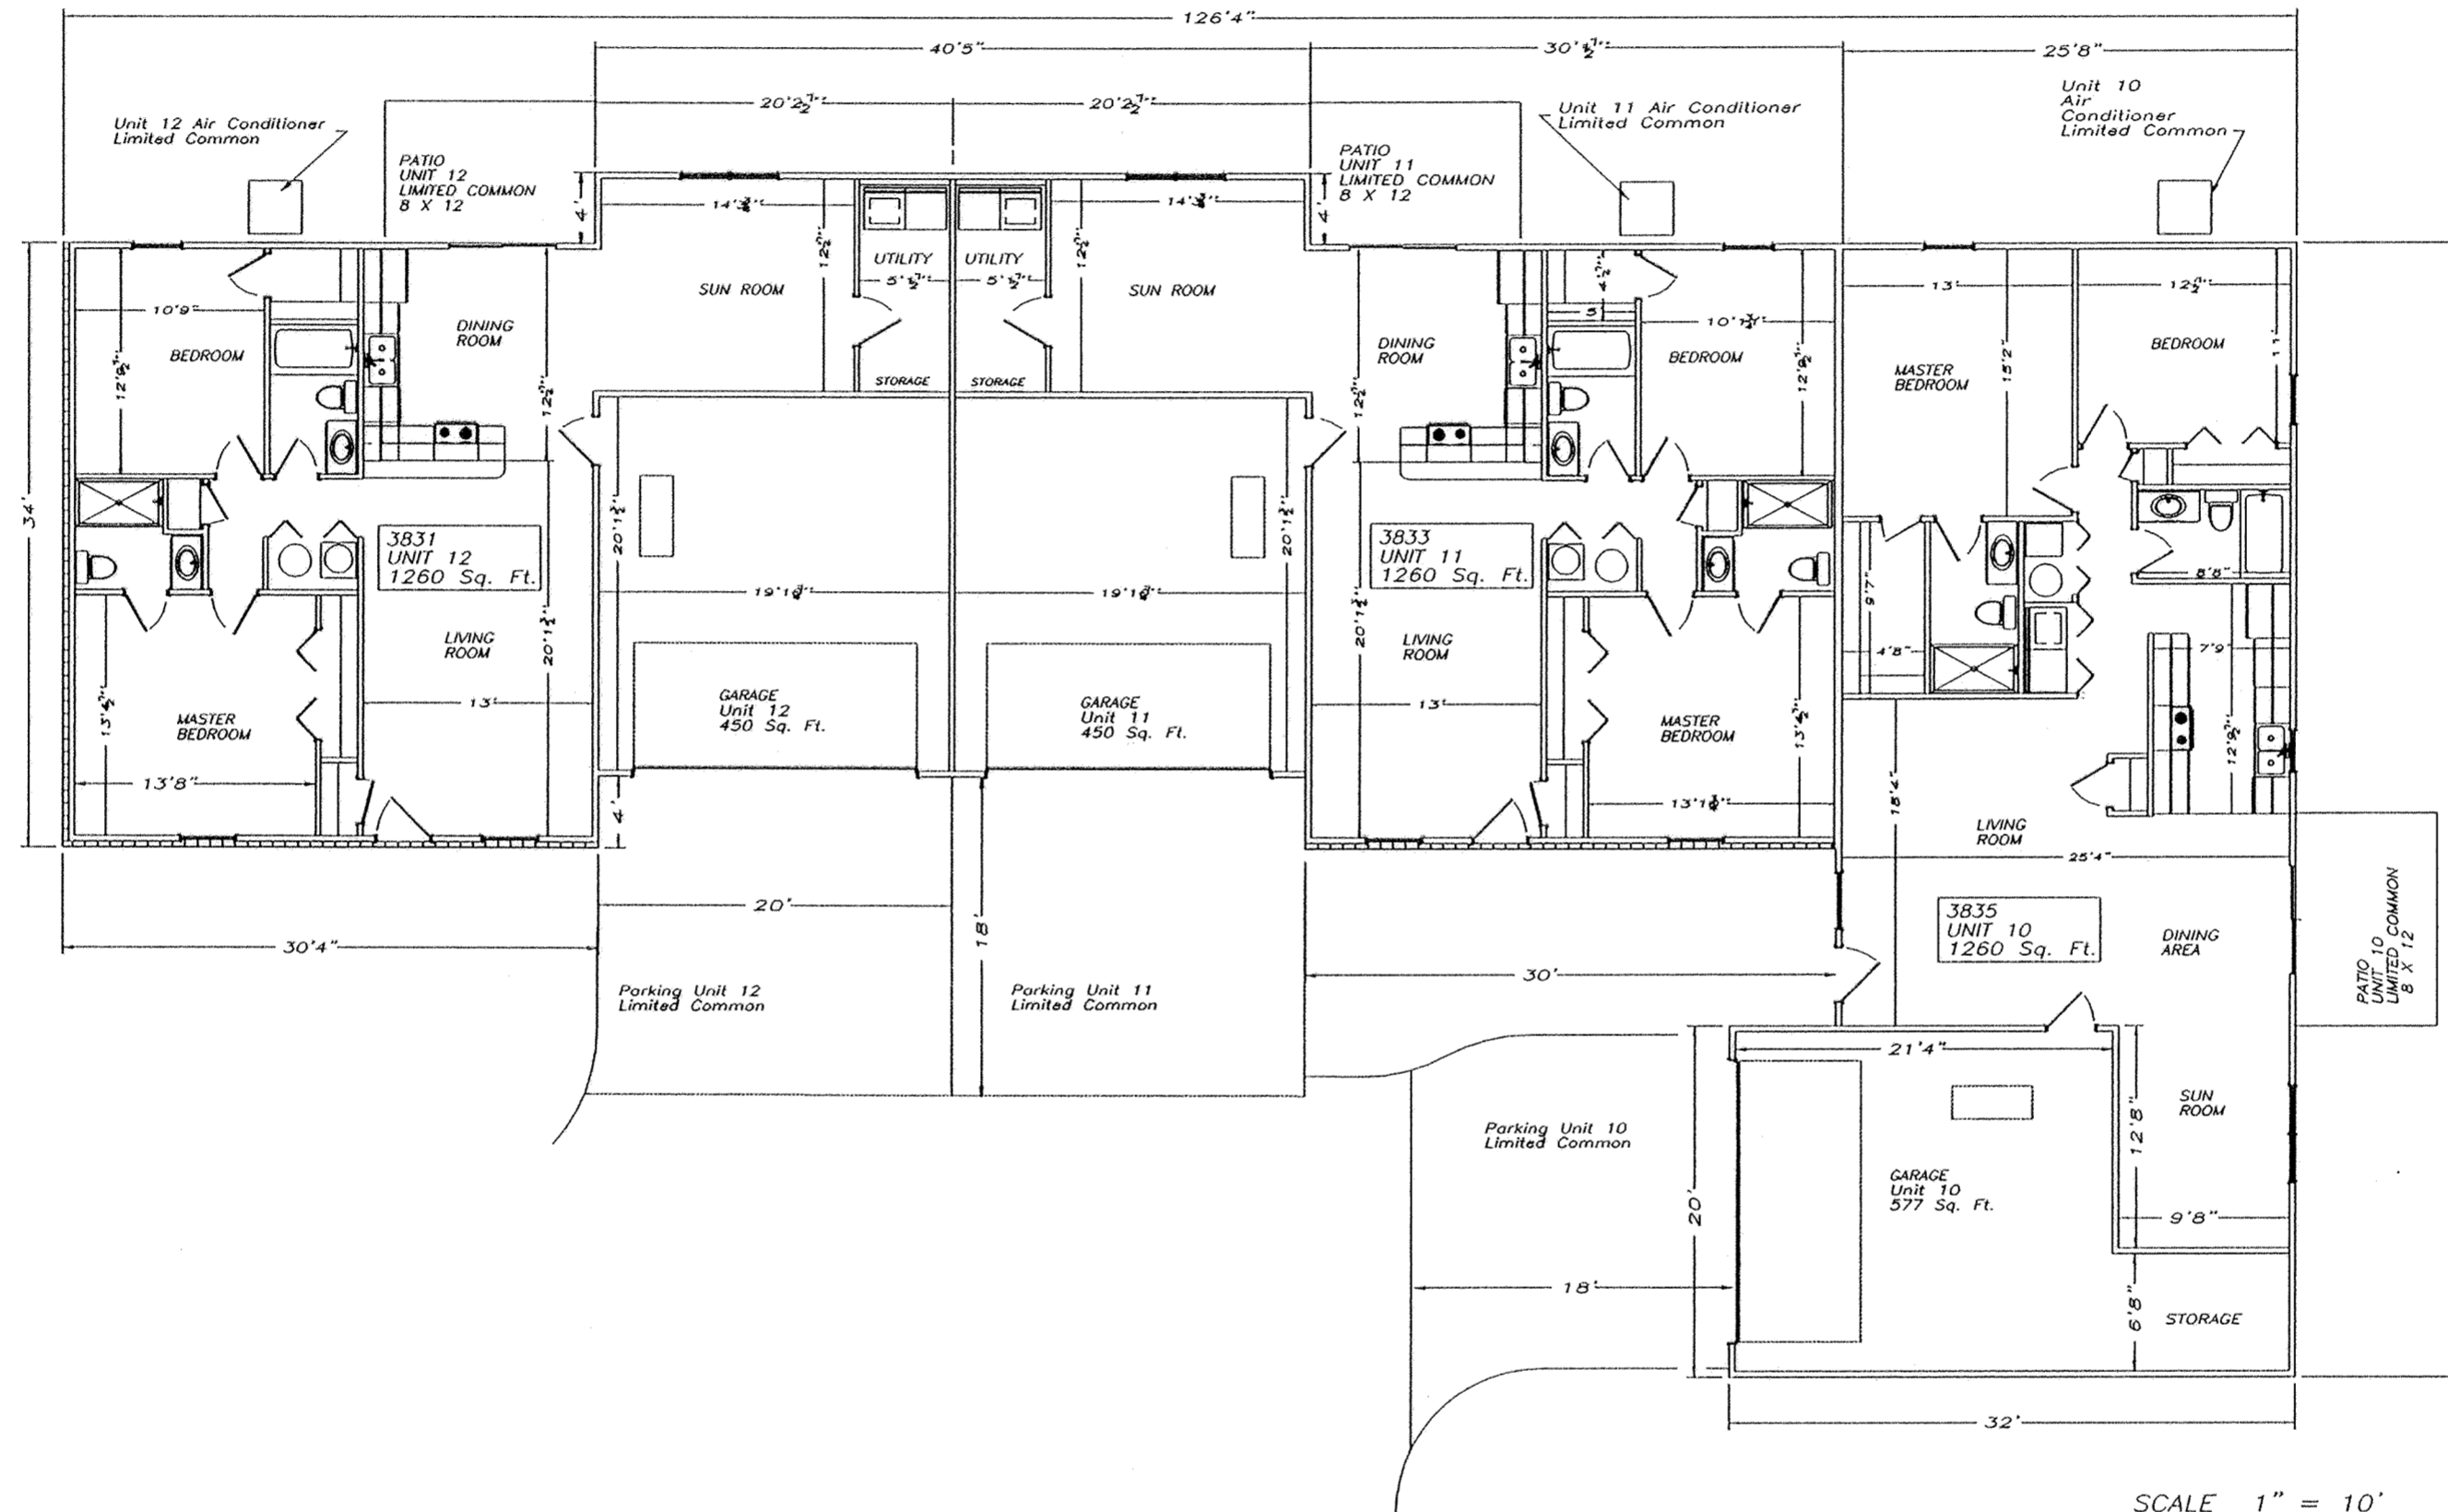 126'4"
40'5"
25'8"
Unit 12 Air Conditioner
Limited Common
PATIO
UNIT 12
LIMITED COMMON
8 X 12
PATIO
UNIT 11
LIMITED COMMON
8 X 12
Unit 11 Air Conditioner
Limited Common
Unit 10
Air
Conditioner
Limited Common
4'
4'
UTILITY
UTILITY
SUN ROOM
SUN ROOM
STORAGE
STORAGE
10'9"
BEDROOM
DINING
ROOM
DINING
ROOM
5'
BEDROOM
13'
MASTER
BEDROOM
15'2"
BEDROOM
11'
34'
3831
UNIT 12
1260 Sq. Ft.
3833
UNIT 11
1260 Sq. Ft.
8'8"
9'7"
4'8"
7'9"
LIVING
ROOM
13'
MASTER
BEDROOM
13'8"
GARAGE
Unit 12
450 Sq. Ft.
GARAGE
Unit 11
450 Sq. Ft.
4'
LIVING
ROOM
13'
MASTER
BEDROOM
18'4"
LIVING
ROOM
25'4"
3835
UNIT 10
1260 Sq. Ft.
DINING
AREA
PATIO
UNIT 10
LIMITED COMMON
8 X 12
30'4"
20'
18'
30'
Parking Unit 12
Limited Common
Parking Unit 11
Limited Common
21'4"
Parking Unit 10
Limited Common
SUN
ROOM
12'8"
GARAGE
Unit 10
577 Sq. Ft.
9'8"
20'
18'
6'8"
STORAGE
32'
SCALE 1" = 10'